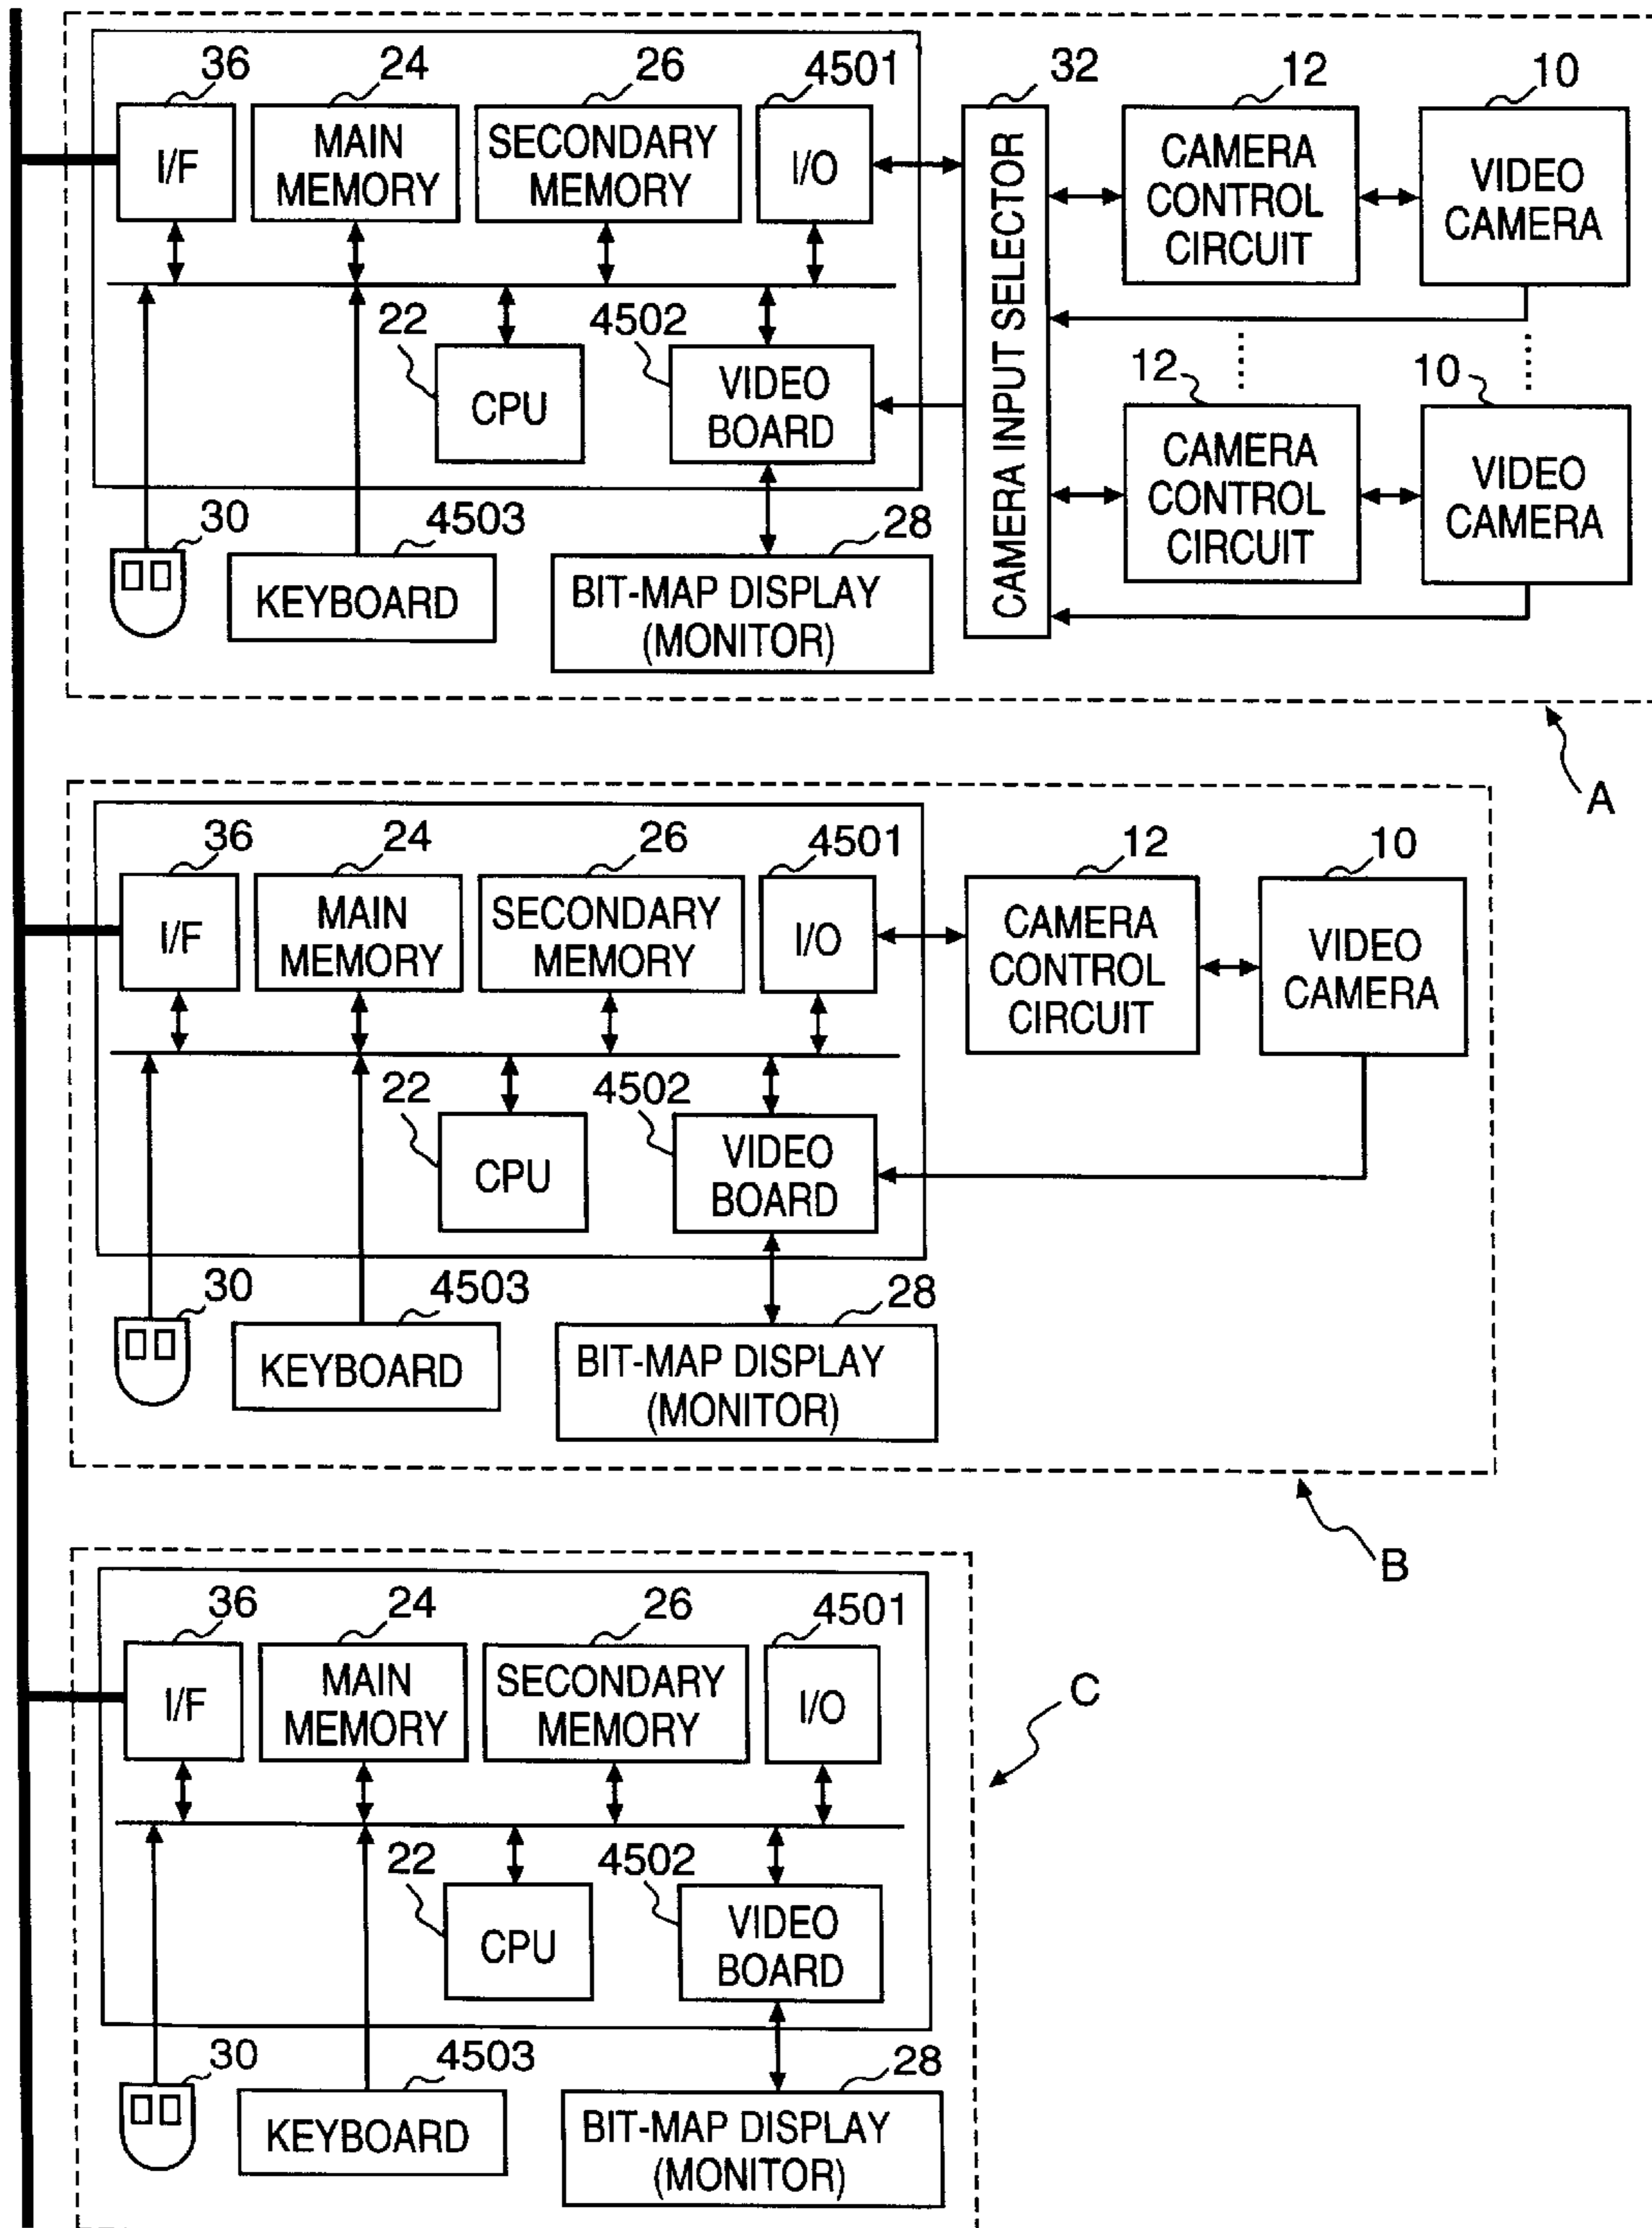 36 24 26 4501 32 12 10
I/F
MAIN
MEMORY
SECONDARY
MEMORY
I/O
CAMERA INPUT SELECTOR
CAMERA
CONTROL
CIRCUIT
VIDEO
CAMERA
22
CPU
4502
VIDEO
BOARD
12
CAMERA
CONTROL
CIRCUIT
10
VIDEO
CAMERA
30
4503
KEYBOARD
28
BIT-MAP DISPLAY
(MONITOR)
A
36 24 26 4501 12 10
I/F
MAIN
MEMORY
SECONDARY
MEMORY
I/O
CAMERA
CONTROL
CIRCUIT
VIDEO
CAMERA
22
CPU
4502
VIDEO
BOARD
30
4503
KEYBOARD
28
BIT-MAP DISPLAY
(MONITOR)
B
36 24 26 4501
I/F
MAIN
MEMORY
SECONDARY
MEMORY
I/O
C
22
CPU
4502
VIDEO
BOARD
30
4503
KEYBOARD
28
BIT-MAP DISPLAY
(MONITOR)